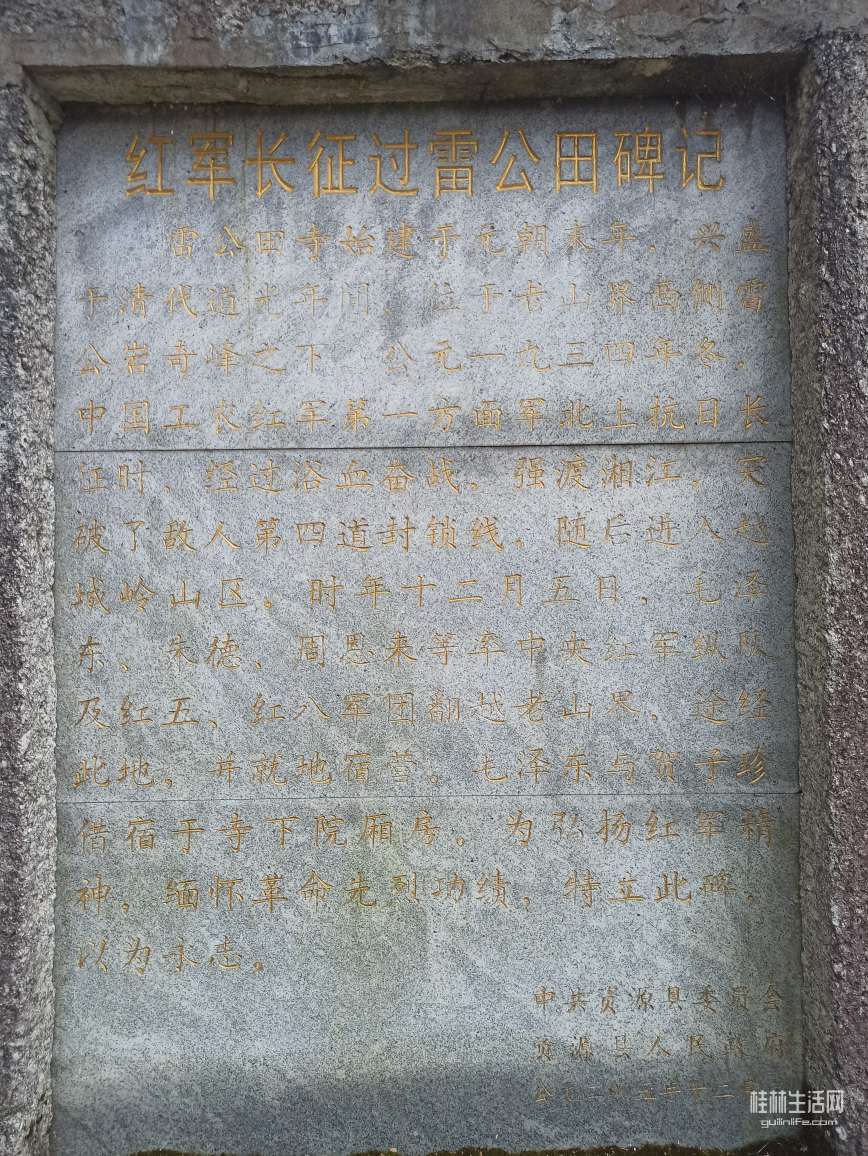 红军长征过雷公田碑记
雷公田寺始建于元朝末年，兴盛
于清代道光年间，位于老山界西侧雷
公岩奇峰之下。公元一九三四年冬，
中国工农红军第一方面军北上抗日长
征时，经过浴血奋战，强渡湘江，突
破了敌人第四道封锁线，随后进入越
城岭山区。时年十二月五日，毛泽
东、朱德、周恩来等率中央红军纵队
及红五、红八军团翻越老山界，途经
此地，并就地宿营。毛泽东与贺子珍
借宿于寺下院厢房。为弘扬红军精
神，缅怀革命先烈功绩，特立此碑，
以为永志。
中共资源县委员会
资源县人民政府
公元二
年十二
桂林生活网
guilinlife.com